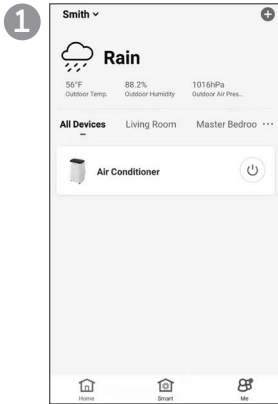 1
Smith
Rain
56°F 88.2% 1016hPa
Outdoor Temp. Outdoor Humidity Outdoor Air Pres...
All Devices Living Room Master Bedroo ...
Air Conditioner
Home Smart Me